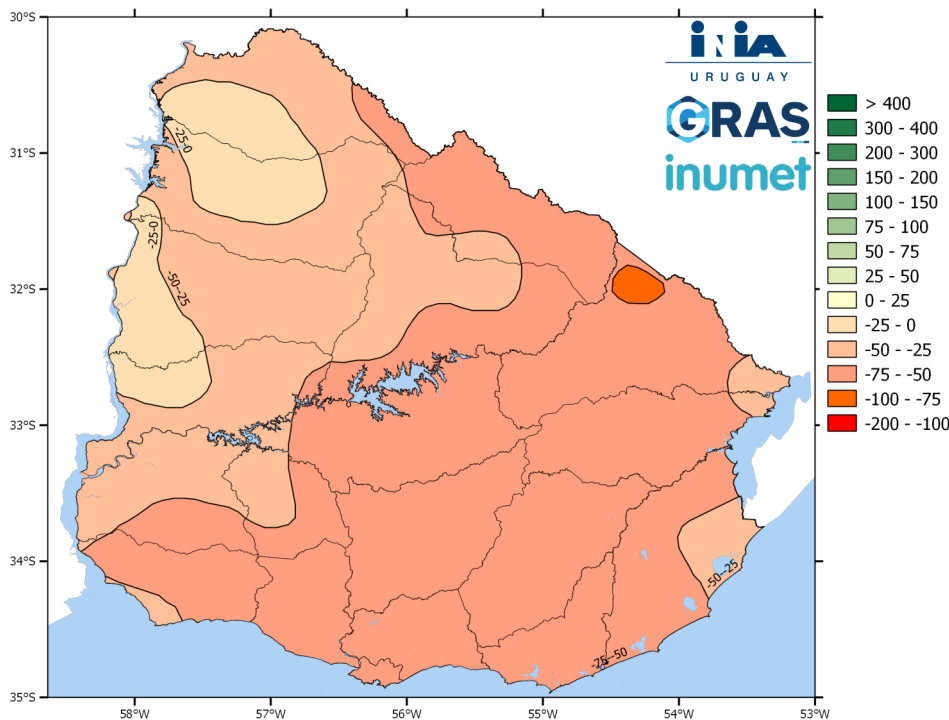 30°S
31°S
32°S
33°S
34°S
35°S
58°W
57°W
56°W
55°W
54°W
53°W
-25-0
-25-0
-50--25
-50--25
-75--50
INIA
URUGUAY
GRAS
inumet
> 400
300 - 400
200 - 300
150 - 200
100 - 150
75 - 100
50 - 75
25 - 50
0 - 25
-25 - 0
-50 - -25
-75 - -50
-100 - -75
-200 - -100